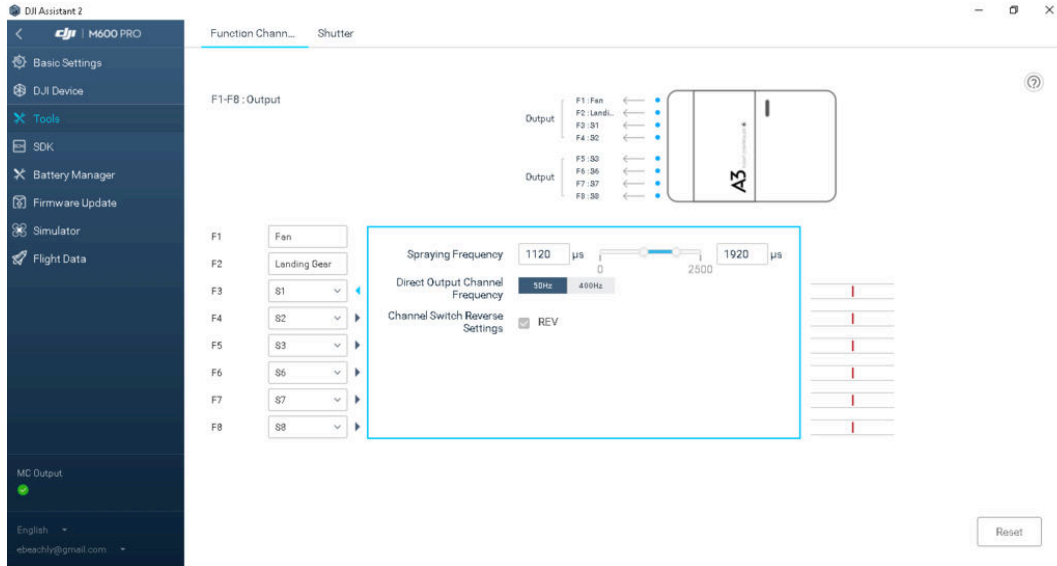 DJI Assistant 2
dji | M600 PRO
Function Chann... Shutter
Basic Settings
DJI Device
Tools
SDK
Battery Manager
Firmware Update
Simulator
Flight Data
F1-F8 : Output
Output
F1 : Fan
F2 : Landi...
F3 : S1
F4 : S2
Output
F5 : S3
F6 : S6
F7 : S7
F8 : S8
A3
F1 Fan
F2 Landing Gear
F3 S1
F4 S2
F5 S3
F6 S6
F7 S7
F8 S8
Spraying Frequency 1120 µs 1920 µs
0 2500
Direct Output Channel
Frequency
50Hz 400Hz
Channel Switch Reverse
Settings
REV
MC Output
English
ebeachly@gmail.com
Reset